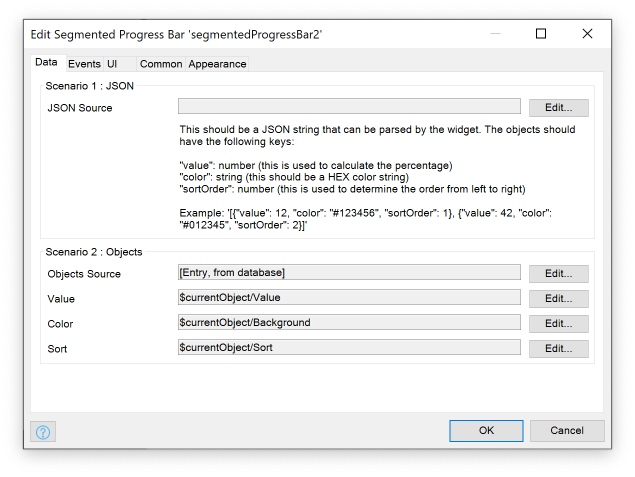 Edit Segmented Progress Bar 'segmentedProgressBar2'
Data Events UI Common Appearance
Scenario 1 : JSON
JSON Source Edit...
This should be a JSON string that can be parsed by the widget. The objects should
have the following keys:
"value": number (this is used to calculate the percentage)
"color": string (this should be a HEX color string)
"sortOrder": number (this is used to determine the order from left to right)
Example: '[{"value": 12, "color": "#123456", "sortOrder": 1}, {"value": 42, "color":
"#012345", "sortOrder": 2}]'
Scenario 2 : Objects
Objects Source [Entry, from database] Edit...
Value $currentObject/Value Edit...
Color $currentObject/Background Edit...
Sort $currentObject/Sort Edit...
? OK Cancel